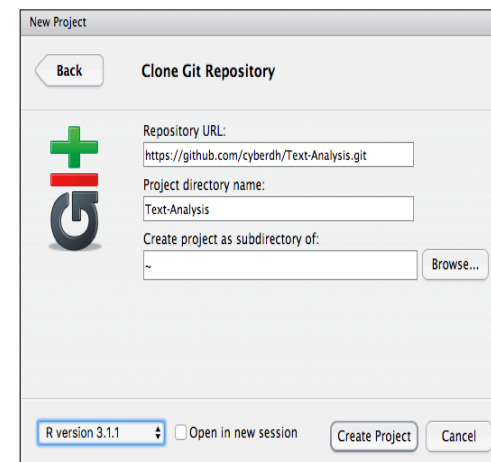 New Project
Back
Clone Git Repository
Repository URL:
https://github.com/cyberdh/Text-Analysis.git
Project directory name:
Text-Analysis
Create project as subdirectory of:
~
Browse...
git
R version 3.1.1
Open in new session
Create Project
Cancel